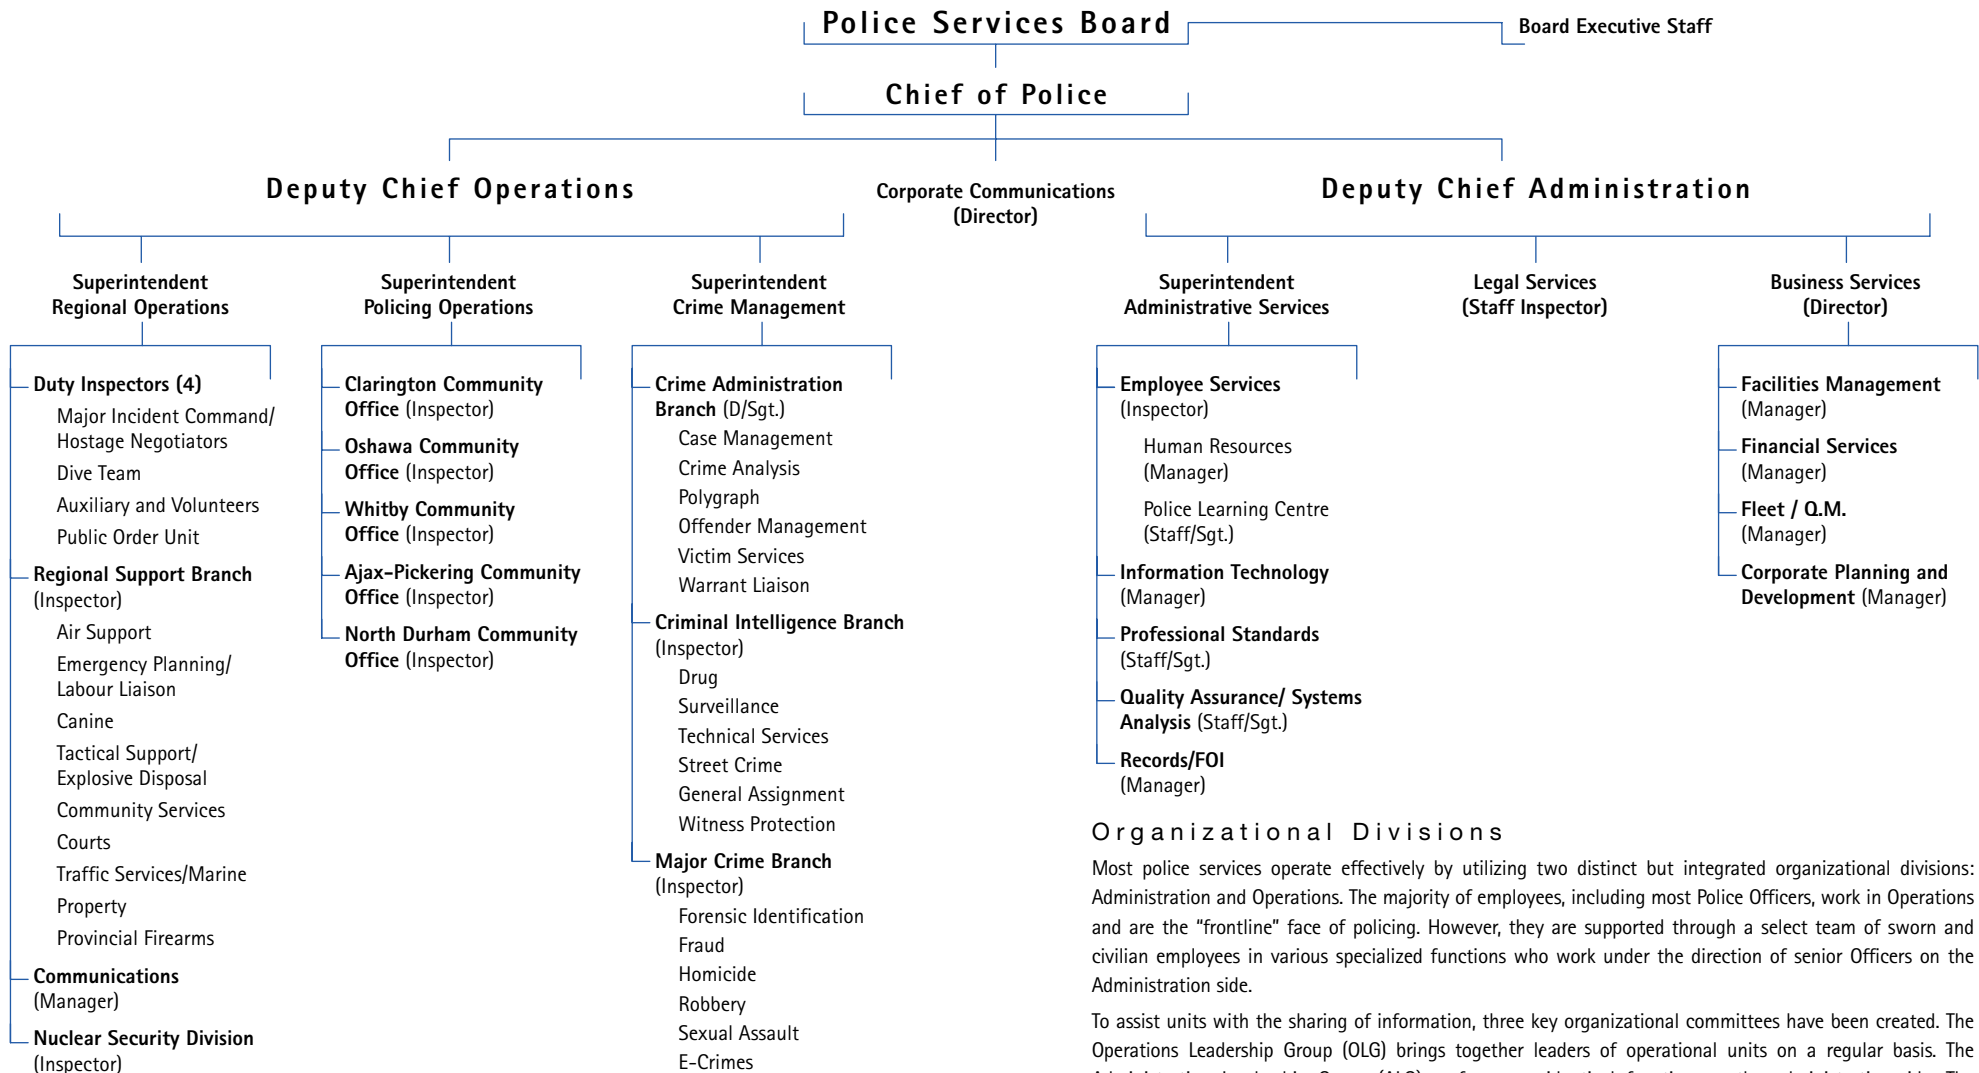 Police Services Board
Board Executive Staff
Chief of Police
Deputy Chief Operations
Corporate Communications
(Director)
Deputy Chief Administration
Superintendent
Regional Operations
Superintendent
Policing Operations
Superintendent
Crime Management
Superintendent
Administrative Services
Legal Services
(Staff Inspector)
Business Services
(Director)
Duty Inspectors (4)
Major Incident Command/
Hostage Negotiators
Dive Team
Auxiliary and Volunteers
Public Order Unit
Regional Support Branch
(Inspector)
Air Support
Emergency Planning/
Labour Liaison
Canine
Tactical Support/
Explosive Disposal
Community Services
Courts
Traffic Services/Marine
Property
Provincial Firearms
Communications
(Manager)
Nuclear Security Division
(Inspector)
Clarington Community
Office (Inspector)
Oshawa Community
Office (Inspector)
Whitby Community
Office (Inspector)
Ajax-Pickering Community
Office (Inspector)
North Durham Community
Office (Inspector)
Crime Administration
Branch (D/Sgt.)
Case Management
Crime Analysis
Polygraph
Offender Management
Victim Services
Warrant Liaison
Criminal Intelligence Branch
(Inspector)
Drug
Surveillance
Technical Services
Street Crime
General Assignment
Witness Protection
Major Crime Branch
(Inspector)
Forensic Identification
Fraud
Homicide
Robbery
Sexual Assault
E-Crimes
Employee Services
(Inspector)
Human Resources
(Manager)
Police Learning Centre
(Staff/Sgt.)
Information Technology
(Manager)
Professional Standards
(Staff/Sgt.)
Quality Assurance/ Systems
Analysis (Staff/Sgt.)
Records/FOI
(Manager)
Facilities Management
(Manager)
Financial Services
(Manager)
Fleet / Q.M.
(Manager)
Corporate Planning and
Development (Manager)
Organizational Divisions
Most police services operate effectively by utilizing two distinct but integrated organizational divisions:
Administration and Operations. The majority of employees, including most Police Officers, work in Operations
and are the “frontline” face of policing. However, they are supported through a select team of sworn and
civilian employees in various specialized functions who work under the direction of senior Officers on the
Administration side.
To assist units with the sharing of information, three key organizational committees have been created. The
Operations Leadership Group (OLG) brings together leaders of operational units on a regular basis. The